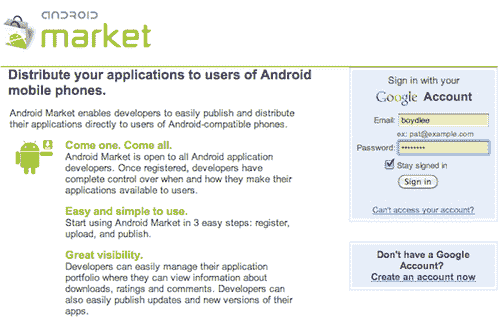 ANDROID
market
Distribute your applications to users of Android
mobile phones.
Android Market enables developers to easily publish and distribute
their applications directly to users of Android-compatible phones.
Come one. Come all.
Android Market is open to all Android application
developers. Once registered, developers have
complete control over when and how they make their
applications available to users.
Easy and simple to use.
Start using Android Market in 3 easy steps: register,
upload, and publish.
Great visibility.
Developers can easily manage their application
portfolio where they can view information about
downloads, ratings and comments. Developers can
also easily publish updates and new versions of their
apps.
Sign in with your
Google Account
Email: boydlee
ex: pat@example.com
Password: ••••••••
Stay signed in
Sign in
Can't access your account?
Don't have a Google
Account?
Create an account now